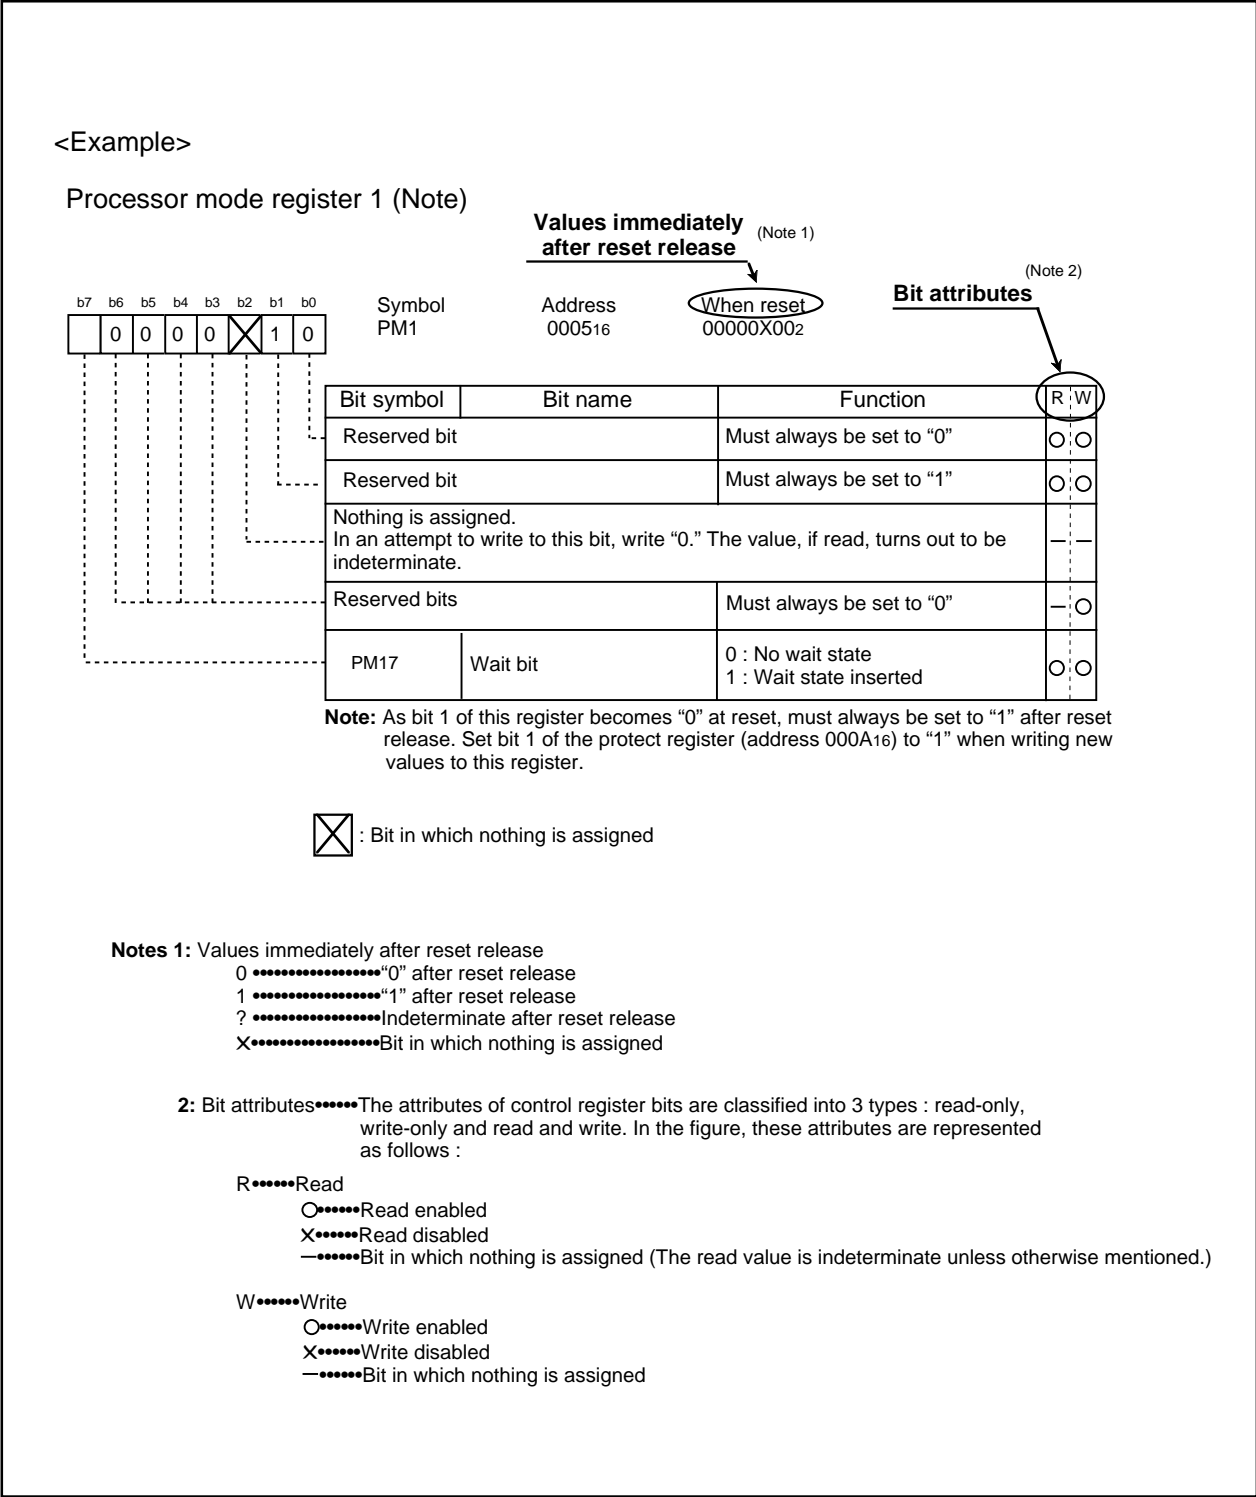 <Example>
Processor mode register 1 (Note)
Values immediately
after reset release
(Note 1)
(Note 2)
Bit attributes
b7 b6 b5 b4 b3 b2 b1 b0
0 0 0 0 X 1 0
Symbol Address When reset
PM1 000516 00000X002
Bit symbol Bit name Function R W
Reserved bit Must always be set to “0” O O
Reserved bit Must always be set to “1” O O
Nothing is assigned.
In an attempt to write to this bit, write “0.” The value, if read, turns out to be
indeterminate.
— —
Reserved bits Must always be set to “0” — O
PM17 Wait bit 0 : No wait state
1 : Wait state inserted
O O
Note: As bit 1 of this register becomes “0” at reset, must always be set to “1” after reset
release. Set bit 1 of the protect register (address 000A16) to “1” when writing new
values to this register.
X : Bit in which nothing is assigned
Notes 1: Values immediately after reset release
0 ••••••••••••••••••“0” after reset release
1 ••••••••••••••••••“1” after reset release
? ••••••••••••••••••Indeterminate after reset release
X••••••••••••••••••Bit in which nothing is assigned
2: Bit attributes••••••The attributes of control register bits are classified into 3 types : read-only,
write-only and read and write. In the figure, these attributes are represented
as follows :
R••••••Read
O••••••Read enabled
X••••••Read disabled
—••••••Bit in which nothing is assigned (The read value is indeterminate unless otherwise mentioned.)
W••••••Write
O••••••Write enabled
X••••••Write disabled
—••••••Bit in which nothing is assigned